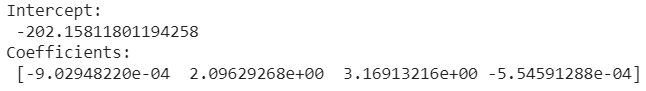 Intercept:
-202.15811801194258
Coefficients:
[-9.02948220e-04  2.09629268e+00  3.16913216e+00 -5.54591288e-04]